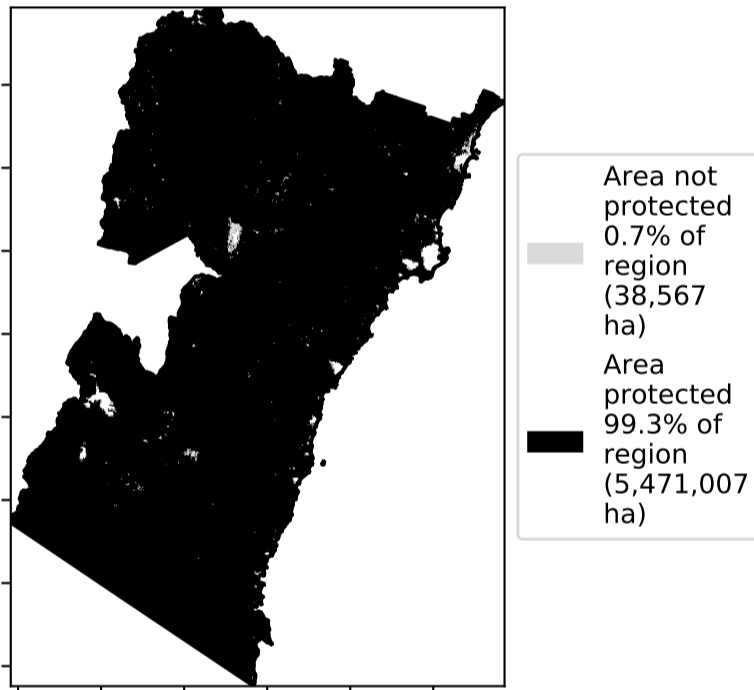 Area not
protected
0.7% of
region
(38,567
ha)
Area
protected
99.3% of
region
(5,471,007
ha)